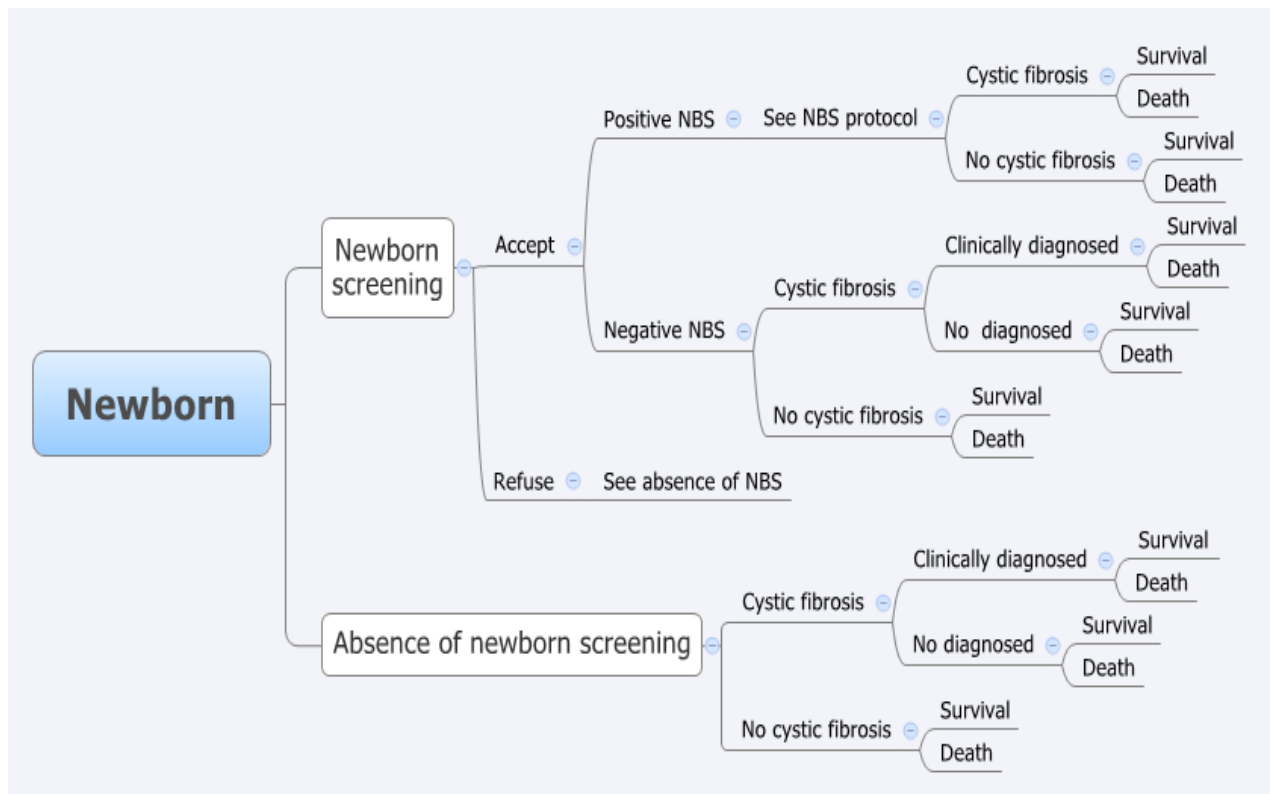 Newborn
Newborn
screening
Accept
Positive NBS
See NBS protocol
Cystic fibrosis
Survival
Death
No cystic fibrosis
Survival
Death
Negative NBS
Cystic fibrosis
Clinically diagnosed
Survival
Death
No  diagnosed
Survival
Death
No cystic fibrosis
Survival
Death
Refuse
See absence of NBS
Absence of newborn screening
Cystic fibrosis
Clinically diagnosed
Survival
Death
No diagnosed
Survival
Death
No cystic fibrosis
Survival
Death